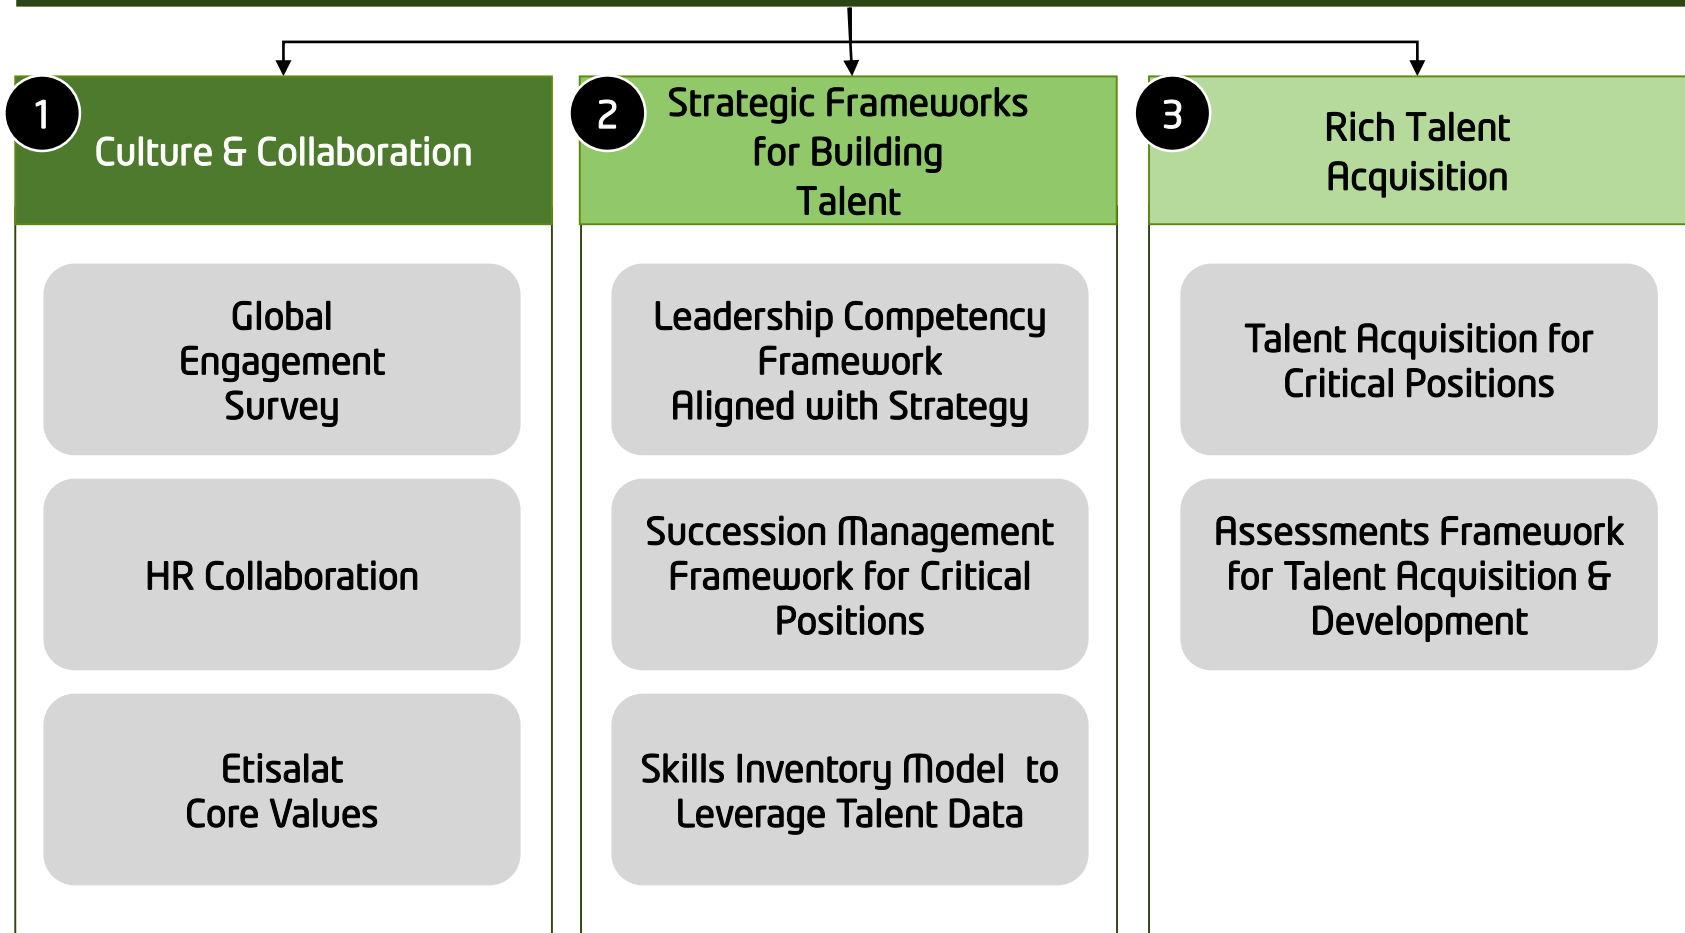 1
Culture & Collaboration
Global
Engagement
Survey
HR Collaboration
Etisalat
Core Values
2
Strategic Frameworks
for Building
Talent
Leadership Competency
Framework
Aligned with Strategy
Succession Management
Framework for Critical
Positions
Skills Inventory Model to
Leverage Talent Data
3
Rich Talent
Acquisition
Talent Acquisition for
Critical Positions
Assessments Framework
for Talent Acquisition &
Development